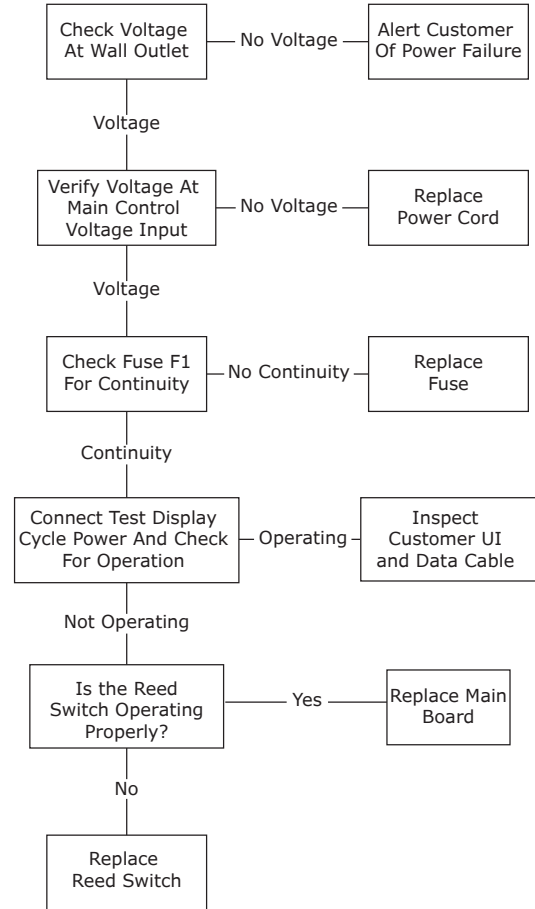 Check Voltage
At Wall Outlet
No Voltage
Alert Customer
Of Power Failure
Voltage
Verify Voltage At
Main Control
Voltage Input
No Voltage
Replace
Power Cord
Voltage
Check Fuse F1
For Continuity
No Continuity
Replace
Fuse
Continuity
Connect Test Display
Cycle Power And Check
For Operation
Operating
Inspect
Customer UI
and Data Cable
Not Operating
Is the Reed
Switch Operating
Properly?
Yes
Replace Main
Board
No
Replace
Reed Switch